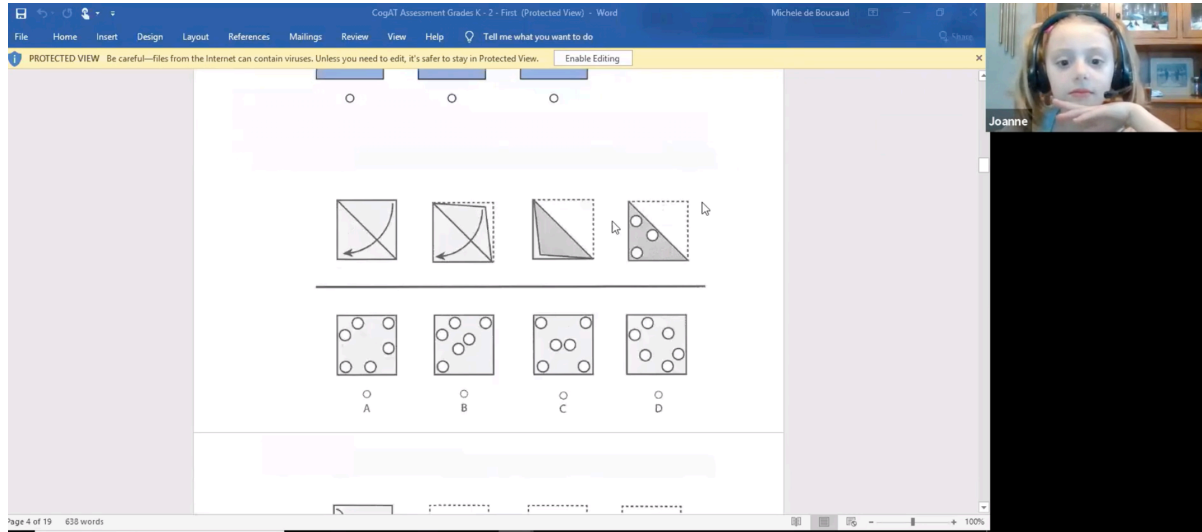 CogAT Assessment Grades K - 2 - First (Protected View) - Word
Michele de Boucaud
File Home Insert Design Layout References Mailings Review View Help Tell me what you want to do Share
PROTECTED VIEW Be careful—files from the Internet can contain viruses. Unless you need to edit, it's safer to stay in Protected View. Enable Editing
Joanne
A B C D
Page 4 of 19 638 words
100%